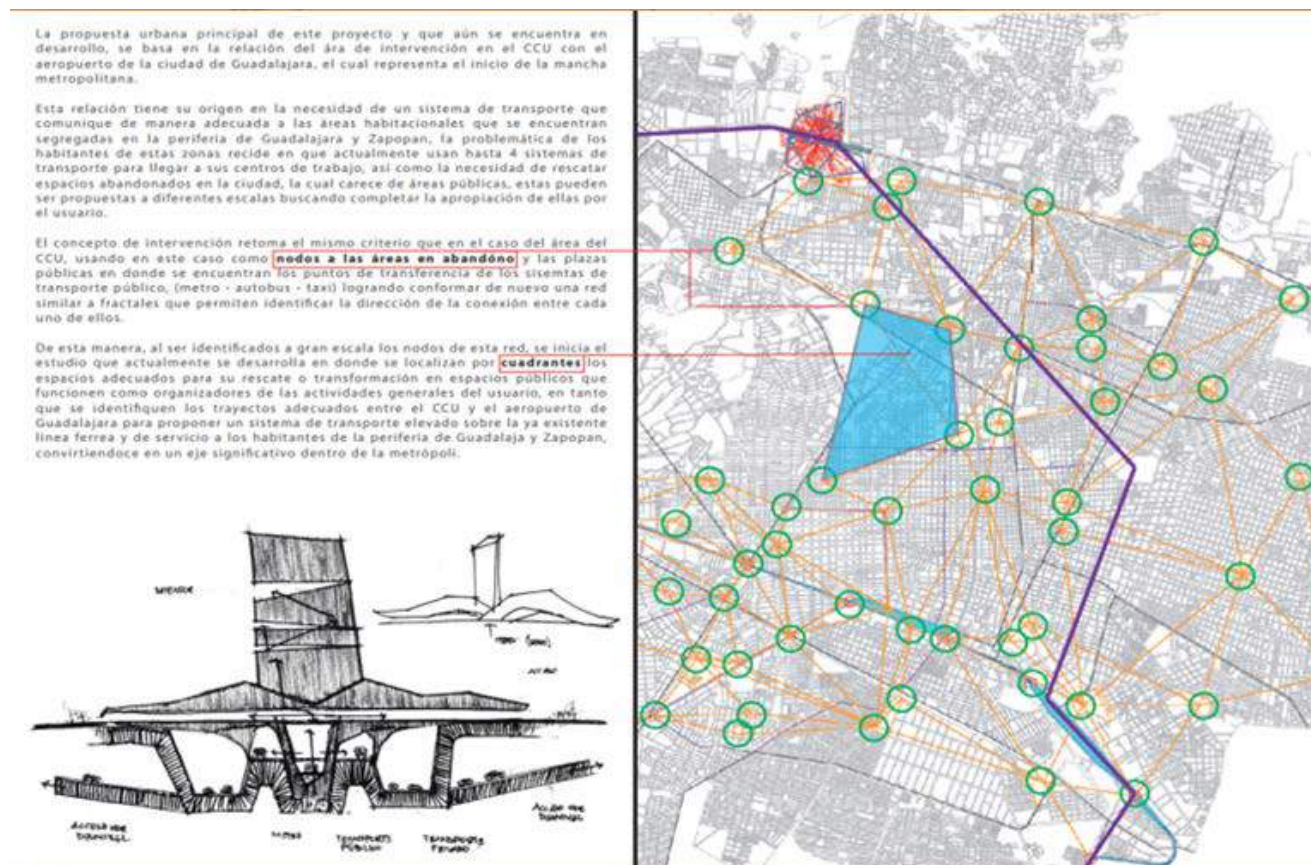 La propuesta urbana principal de este proyecto y que aún se encuentra en
desarrollo, se basa en la relación del ára de intervención en el CCU con el
aeropuerto de la ciudad de Guadalajara, el cual representa el inicio de la mancha
metropolitana.
Esta relación tiene su origen en la necesidad de un sistema de transporte que
comunique de manera adecuada a las áreas habitacionales que se encuentran
segregadas en la periferia de Guadalajara y Zapopan, la problemática de los
habitantes de estas zonas recide en que actualmente usan hasta 4 sistemas de
transporte para llegar a sus centros de trabajo, así como la necesidad de rescatar
espacios abandonados en la ciudad, la cual carece de áreas públicas, estas pueden
ser propuestas a diferentes escalas buscando completar la apropiación de ellas por
el usuario.
El concepto de intervención retoma el mismo criterio que en el caso del área del
CCU, usando en este caso como nodos a las áreas en abandóno y las plazas
públicas en donde se encuentran los puntos de transferencia de los sisemtas de
transporte público, (metro - autobus - taxi) logrando conformar de nuevo una red
similar a fractales que permiten identificar la dirección de la conexión entre cada
uno de ellos.
De esta manera, al ser identificados a gran escala los nodos de esta red, se inicia el
estudio que actualmente se desarrolla en donde se localizan por cuadrantes los
espacios adecuados para su rescate o transformación en espacios públicos que
funcionen como organizadores de las actividades generales del usuario, en tanto
que se identifiquen los trayectos adecuados entre el CCU y el aeropuerto de
Guadalajara para proponer un sistema de transporte elevado sobre la ya existente
línea ferrea y de servicio a los habitantes de la periferia de Guadalaja y Zapopan,
convirtiendoce en un eje significativo dentro de la metrópoli.
TRANSPORTE
PÚBLICO
TRANSPORTE
PRIVADO